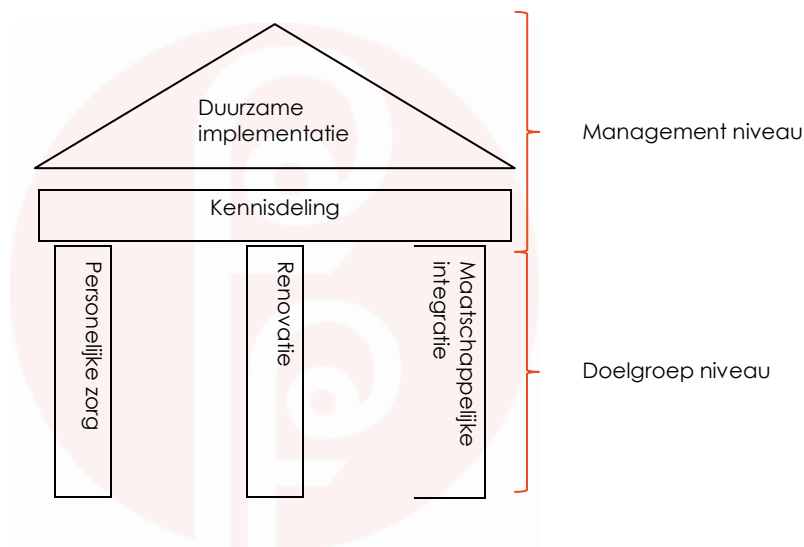 Duurzame
implementatie
Management niveau
Kennisdeling
Personelijke zorg
Renovatie
Maatschappelijke
integratie
Doelgroep niveau